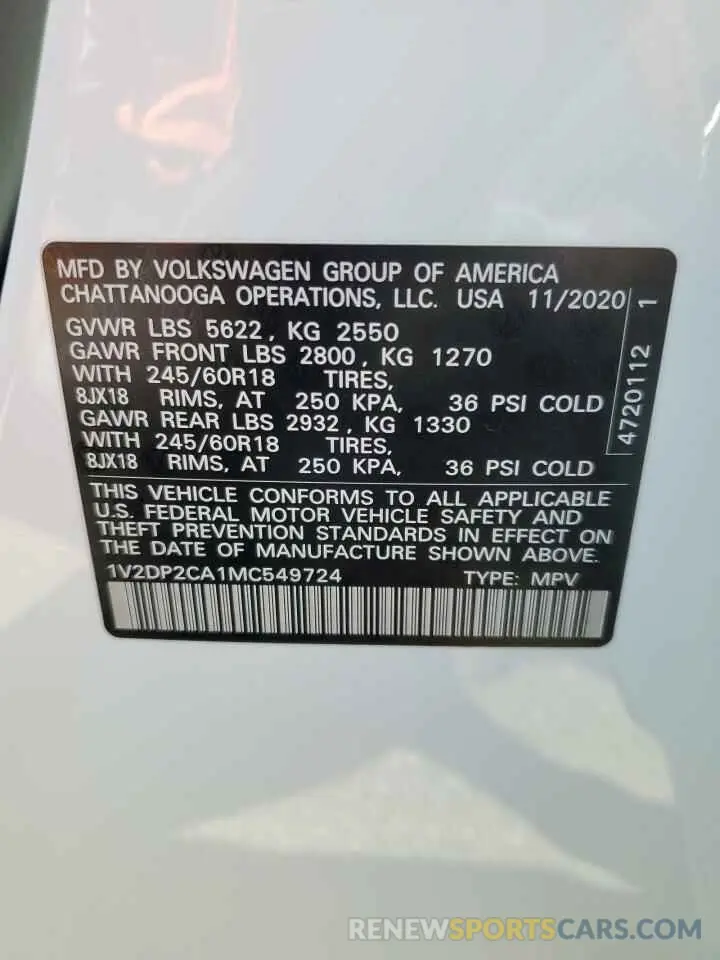 MFD BY VOLKSWAGEN GROUP OF AMERICA
CHATTANOOGA OPERATIONS, LLC. USA 11/2020
GVWR LBS 5622, KG 2550
GAWR FRONT LBS 2800, KG 1270
WITH 245/60R18 TIRES,
8JX18 RIMS, AT 250 KPA, 36 PSI COLD
GAWR REAR LBS 2932, KG 1330
WITH 245/60R18 TIRES,
8JX18 RIMS, AT 250 KPA, 36 PSI COLD
4720112 1
THIS VEHICLE CONFORMS TO ALL APPLICABLE
U.S. FEDERAL MOTOR VEHICLE SAFETY AND
THEFT PREVENTION STANDARDS IN EFFECT ON
THE DATE OF MANUFACTURE SHOWN ABOVE.
1V2DP2CA1MC549724 TYPE: MPV
RENEWSPORTSCARS.COM